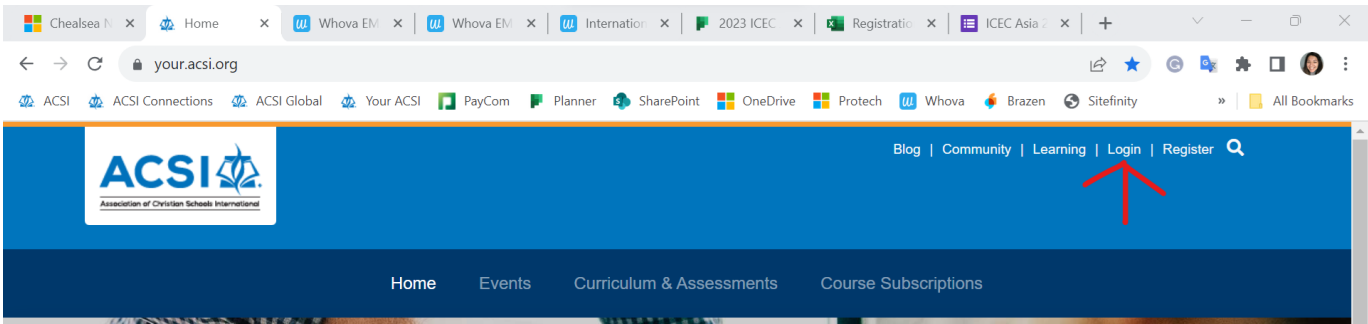 Chealsea N Home Whova EM Whova EM Internation 2023 ICEC Registratio ICEC Asia 2
your.acsi.org
ACSI ACSI Connections ACSI Global Your ACSI PayCom Planner SharePoint OneDrive Protech Whova Brazen Sitefinity » All Bookmarks
Blog | Community | Learning | Login | Register
ACSI
Association of Christian Schools International
Home Events Curriculum & Assessments Course Subscriptions